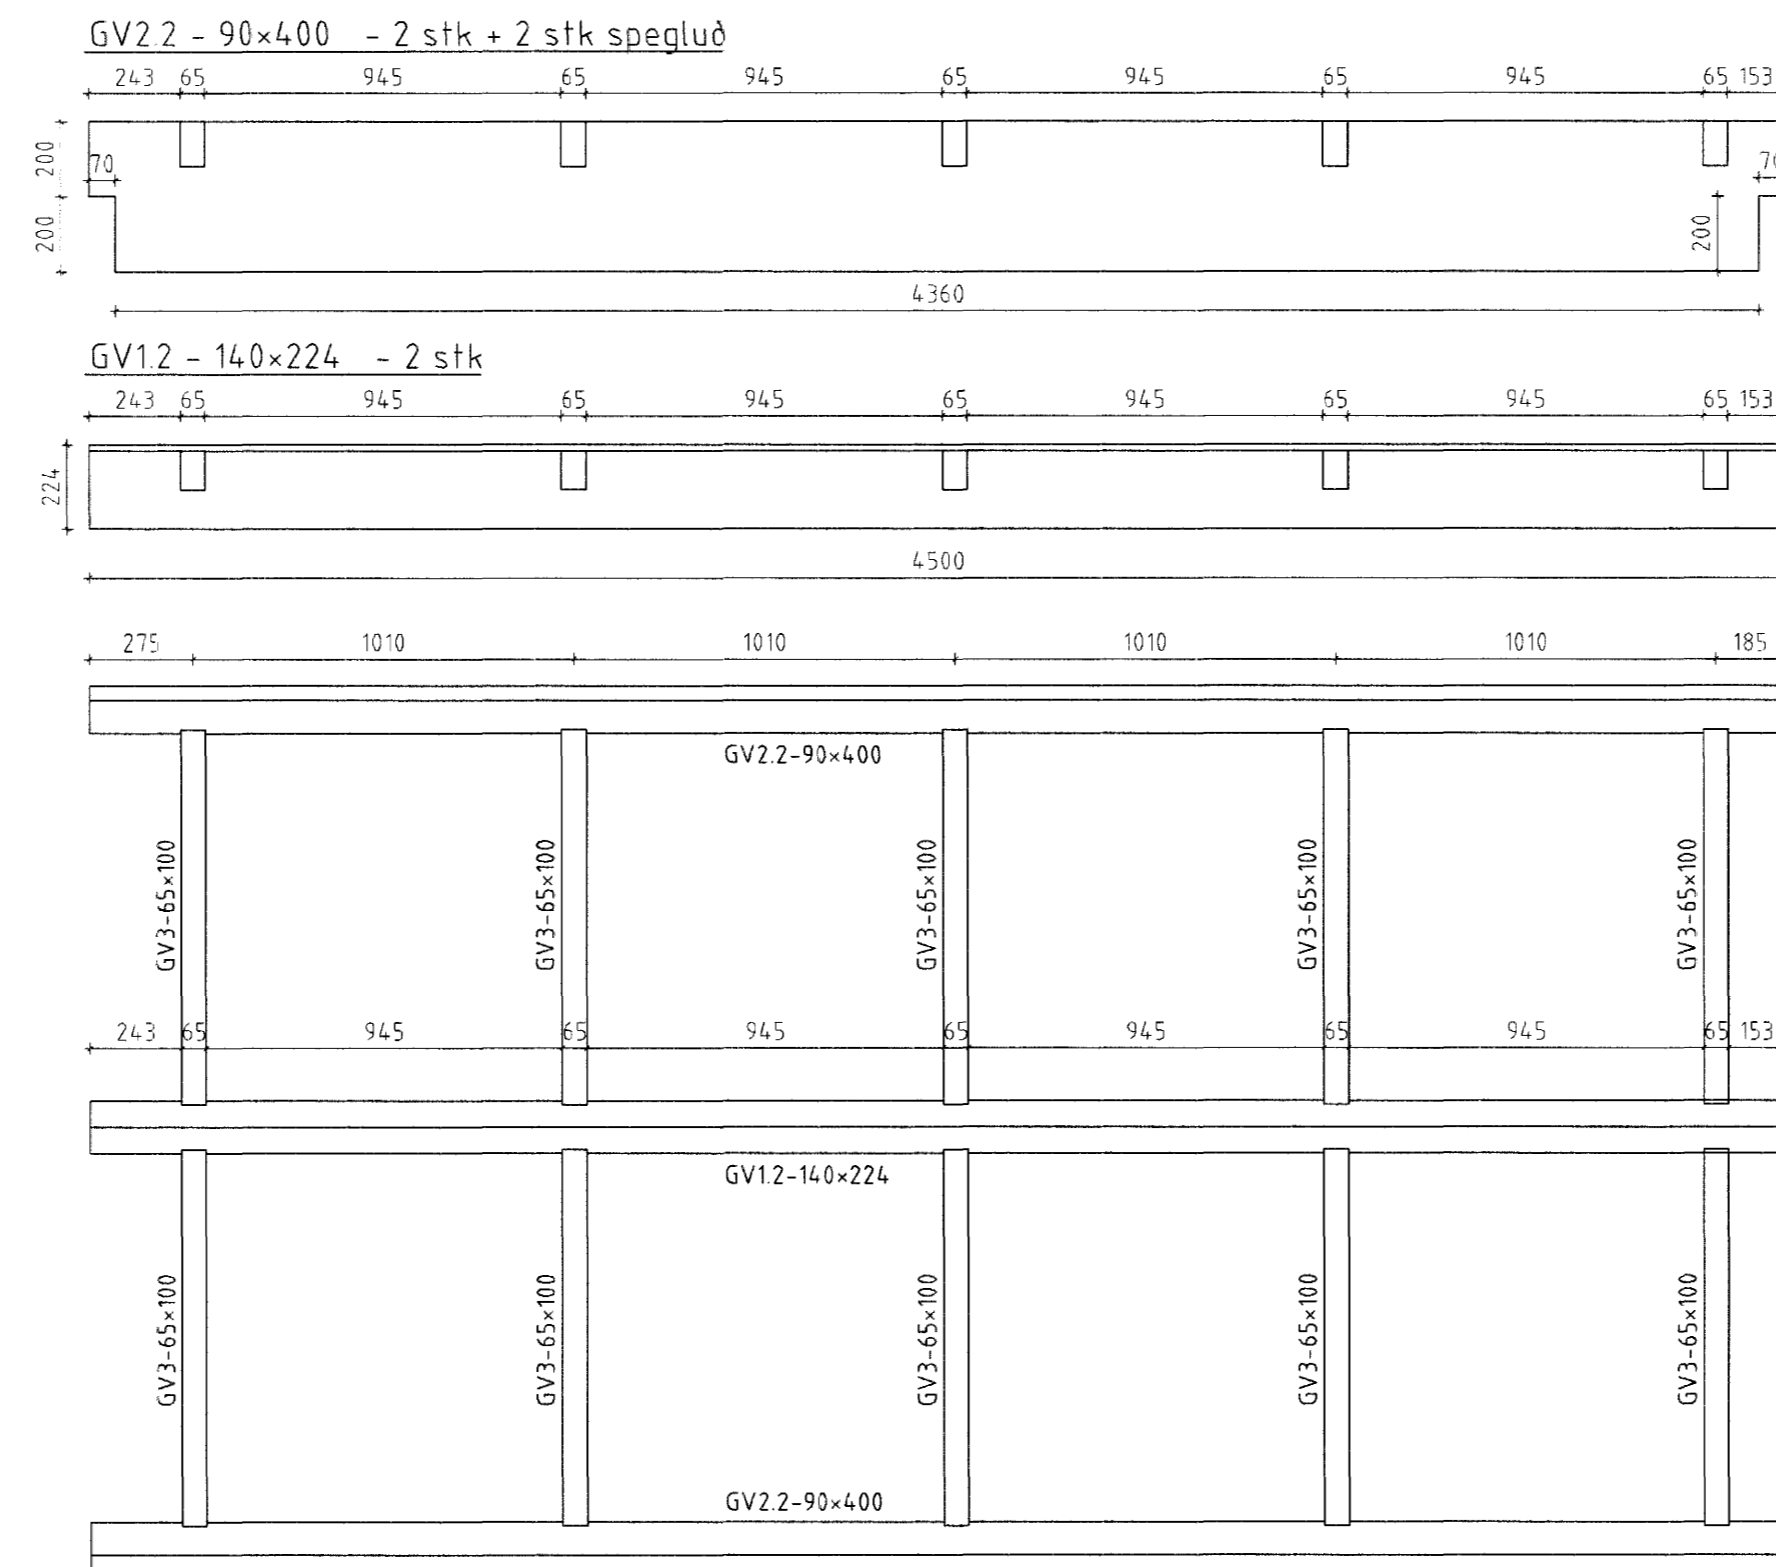 GV2.2 - 90×400 - 2 stk + 2 stk spegluð
243 65 945 65 945 65 945 65 945 65 153
200
70
200
200
4360
GV1.2 - 140×224 - 2 stk
243 65 945 65 945 65 945 65 945 65 153
224
4500
275 1010 1010 1010 1010 185
GV2.2-90×400
GV3-65×100 GV3-65×100 GV3-65×100 GV3-65×100 GV3-65×100
243 65 945 65 945 65 945 65 945 65 153
GV1.2-140×224
GV3-65×100 GV3-65×100 GV3-65×100 GV3-65×100 GV3-65×100
GV2.2-90×400